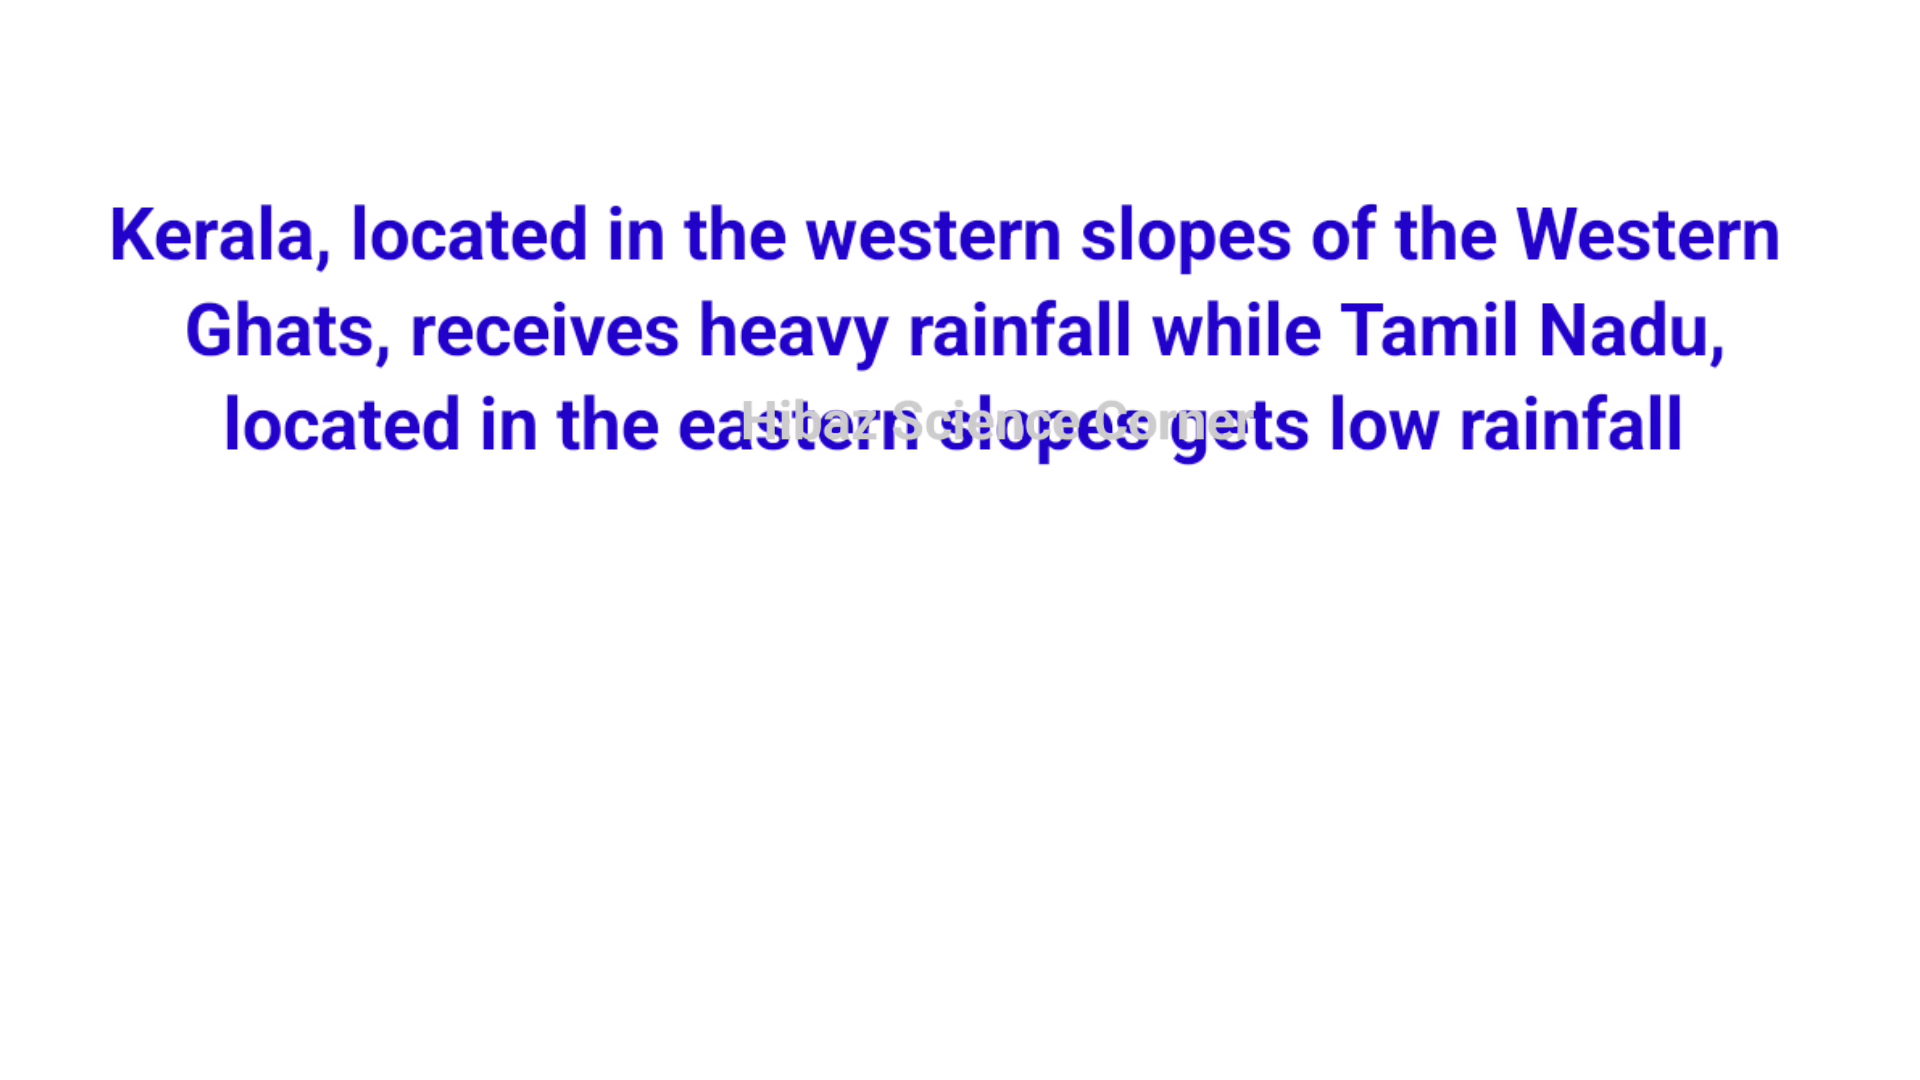 Kerala, located in the western slopes of the Western
Ghats, receives heavy rainfall while Tamil Nadu,
located in the eastern slopes gets low rainfall
Hibaz Science Corner